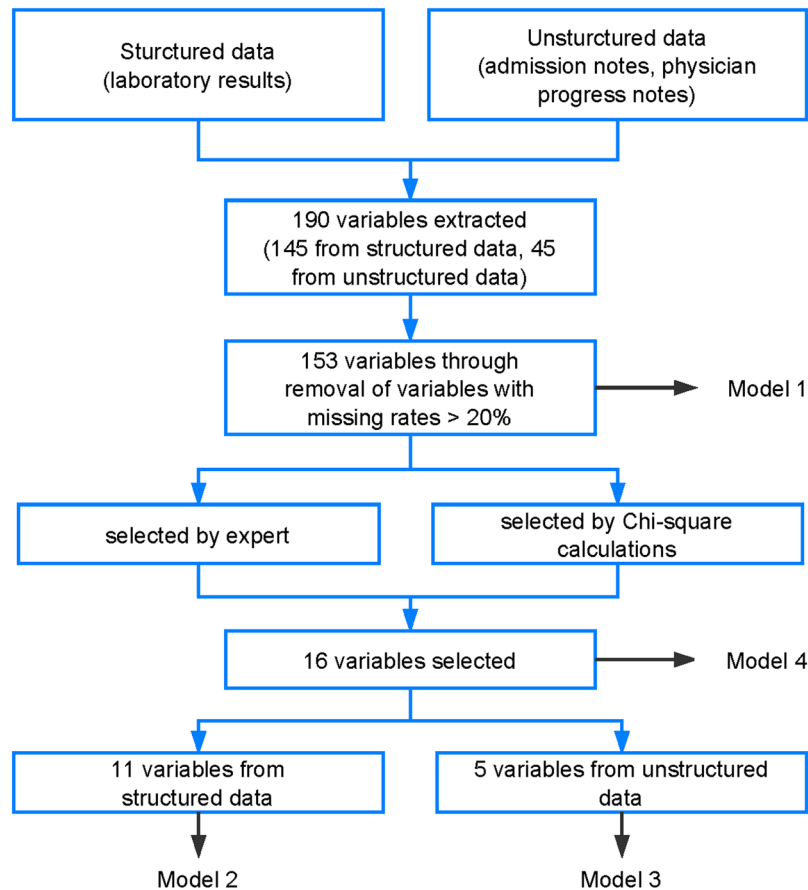 Sturctured data
(laboratory results)
Unsturctured data
(admission notes, physician
progress notes)
190 variables extracted
(145 from structured data, 45
from unstructured data)
153 variables through
removal of variables with
missing rates > 20%
Model 1
selected by expert
selected by Chi-square
calculations
16 variables selected
Model 4
11 variables from
structured data
5 variables from unstructured
data
Model 2
Model 3